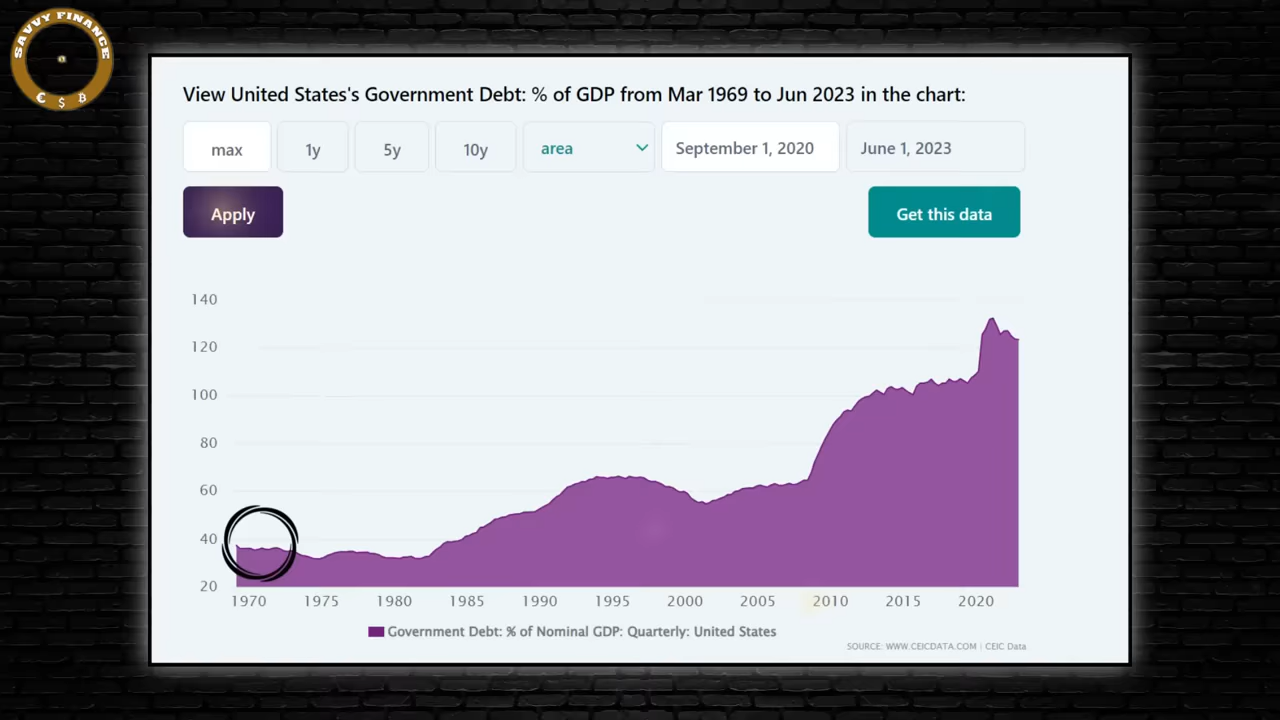 SAVVY FINANCE
€ $ B
View United States's Government Debt: % of GDP from Mar 1969 to Jun 2023 in the chart:
max 1y 5y 10y area September 1, 2020 June 1, 2023
Apply Get this data
140
120
100
80
60
40
20
1970 1975 1980 1985 1990 1995 2000 2005 2010 2015 2020
Government Debt: % of Nominal GDP: Quarterly: United States
SOURCE: WWW.CEICDATA.COM | CEIC Data